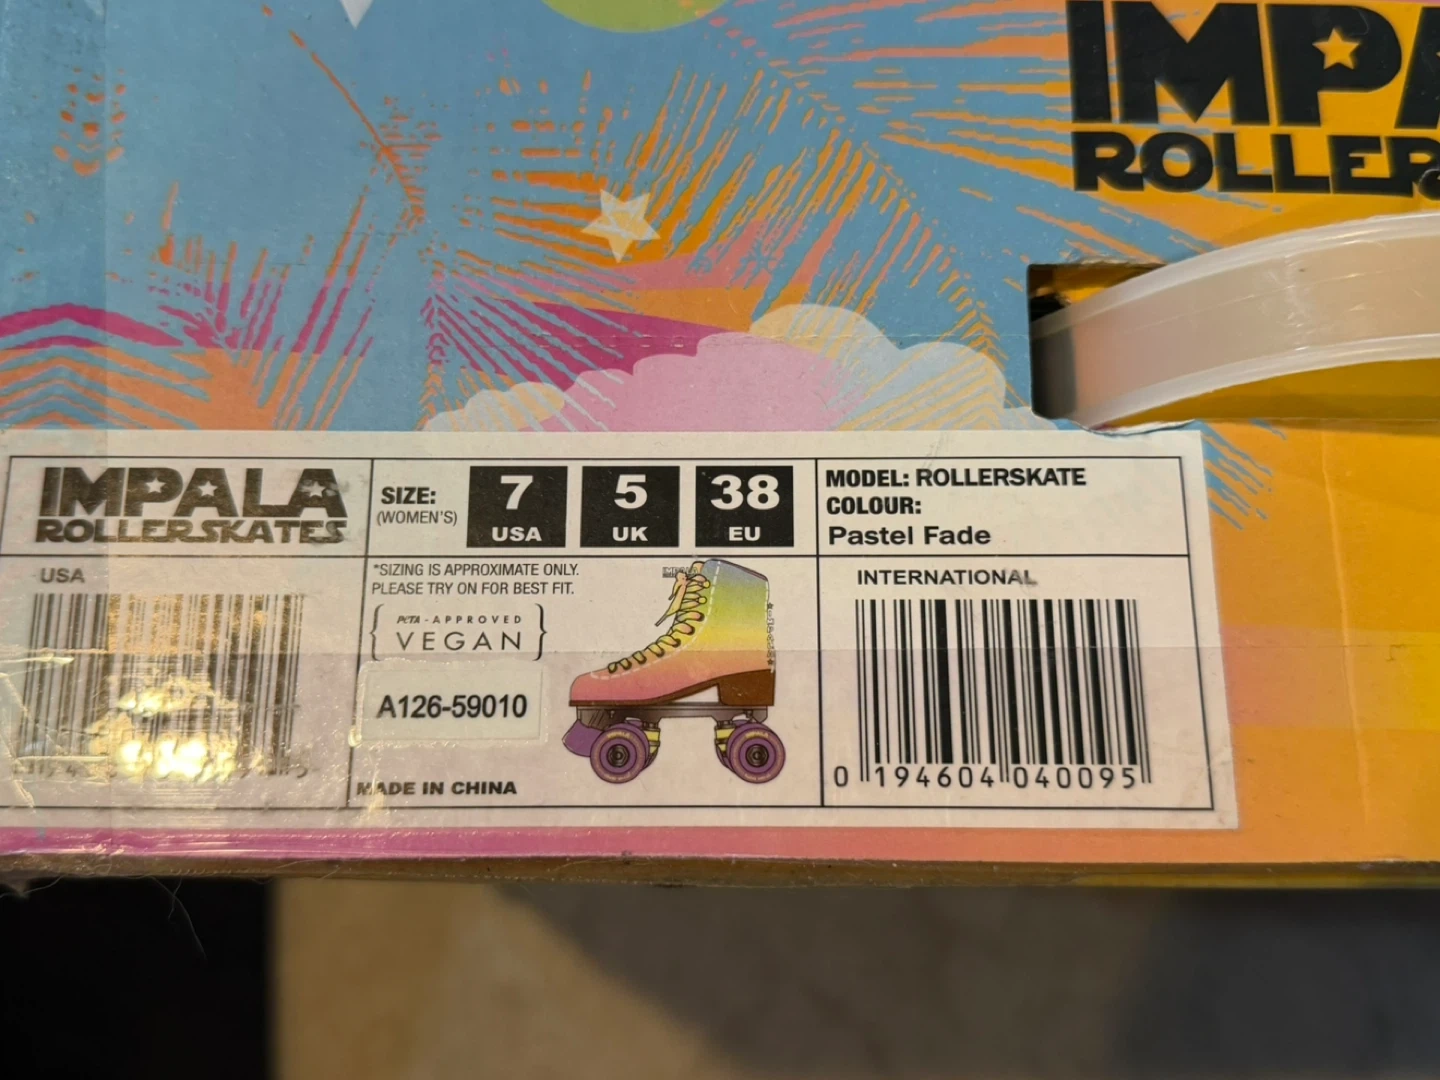 IMPA
ROLLER
IMPALA
ROLLERSKATES
SIZE:
(WOMEN'S)
7
USA
5
UK
38
EU
MODEL: ROLLERSKATE
COLOUR:
Pastel Fade
USA
*SIZING IS APPROXIMATE ONLY.
PLEASE TRY ON FOR BEST FIT.
PeTA - APPROVED
VEGAN
A126-59010
MADE IN CHINA
IMPALA
INTERNATIONAL
0 194604 040095